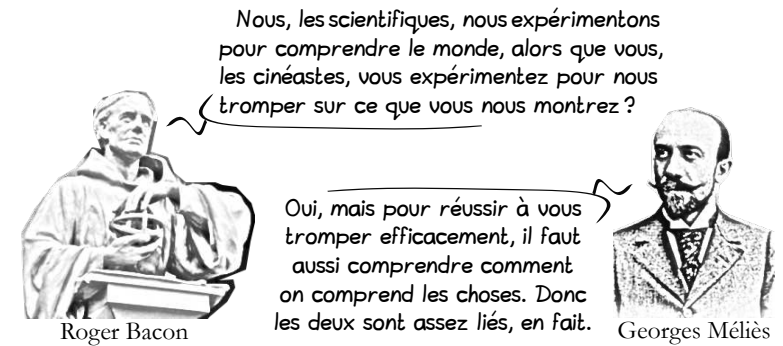 Nous, les scientifiques, nous expérimentons
pour comprendre le monde, alors que vous,
les cinéastes, vous expérimentez pour nous
tromper sur ce que vous nous montrez ?
Oui, mais pour réussir à vous
tromper efficacement, il faut
aussi comprendre comment
on comprend les choses. Donc
les deux sont assez liés, en fait.
Roger Bacon
Georges Méliès